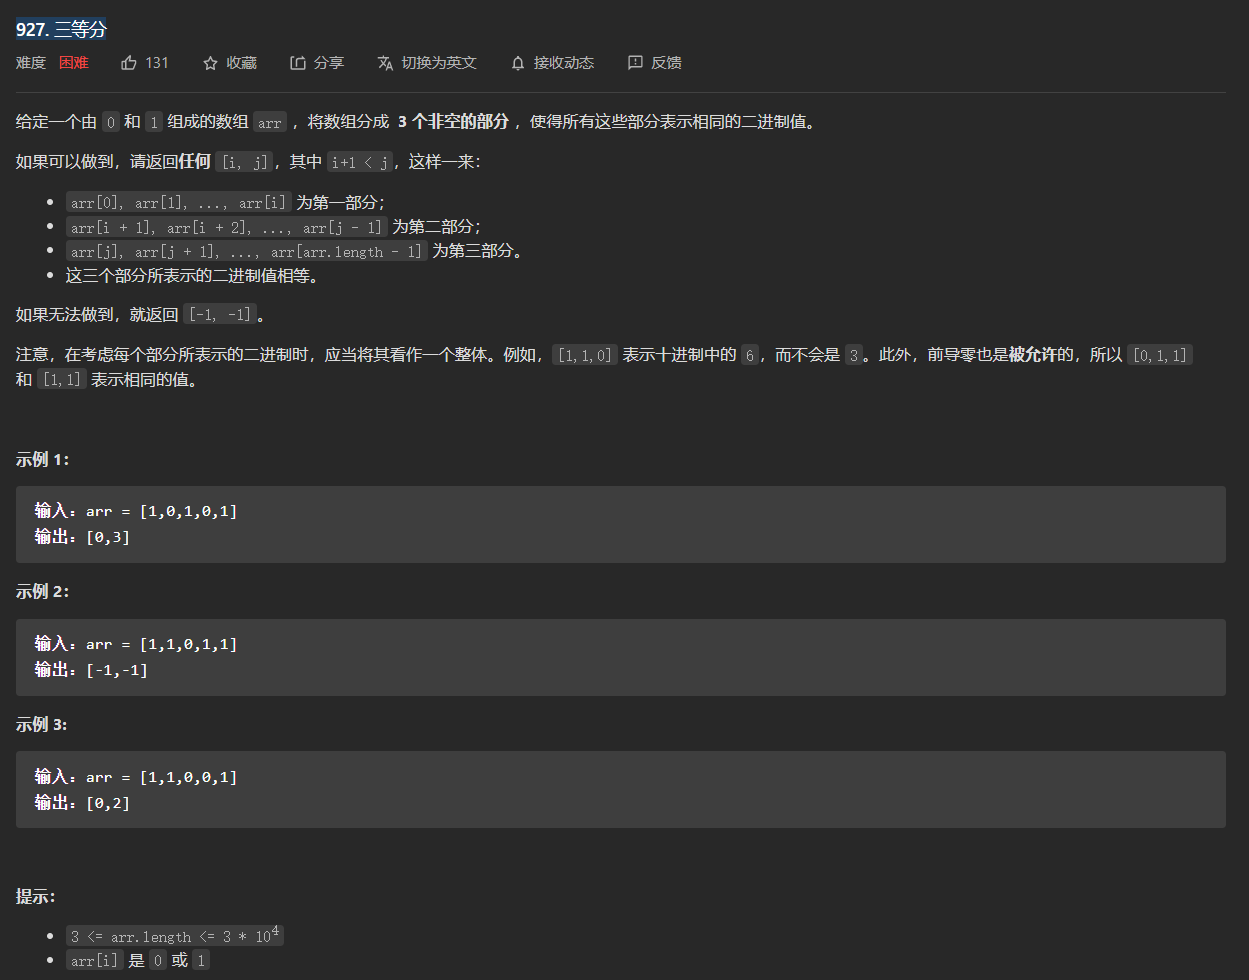 927. 三等分
难度 困难 131 收藏 分享 切换为英文 接收动态 反馈
给定一个由 0 和 1 组成的数组 arr ，将数组分成 3 个非空的部分 ，使得所有这些部分表示相同的二进制值。
如果可以做到，请返回任何 [i, j]，其中 i+1 < j，这样一来：
• arr[0], arr[1], ..., arr[i] 为第一部分；
• arr[i + 1], arr[i + 2], ..., arr[j - 1] 为第二部分；
• arr[j], arr[j + 1], ..., arr[arr.length - 1] 为第三部分。
• 这三个部分所表示的二进制值相等。
如果无法做到，就返回 [-1, -1]。
注意，在考虑每个部分所表示的二进制时，应当将其看作一个整体。例如，[1,1,0] 表示十进制中的 6，而不会是 3。此外，前导零也是被允许的，所以 [0,1,1]
和 [1,1] 表示相同的值。
示例 1：
输入：arr = [1,0,1,0,1]
输出：[0,3]
示例 2：
输入：arr = [1,1,0,1,1]
输出：[-1,-1]
示例 3:
输入：arr = [1,1,0,0,1]
输出：[0,2]
提示：
• 3 <= arr.length <= 3 * 10⁴
• arr[i] 是 0 或 1